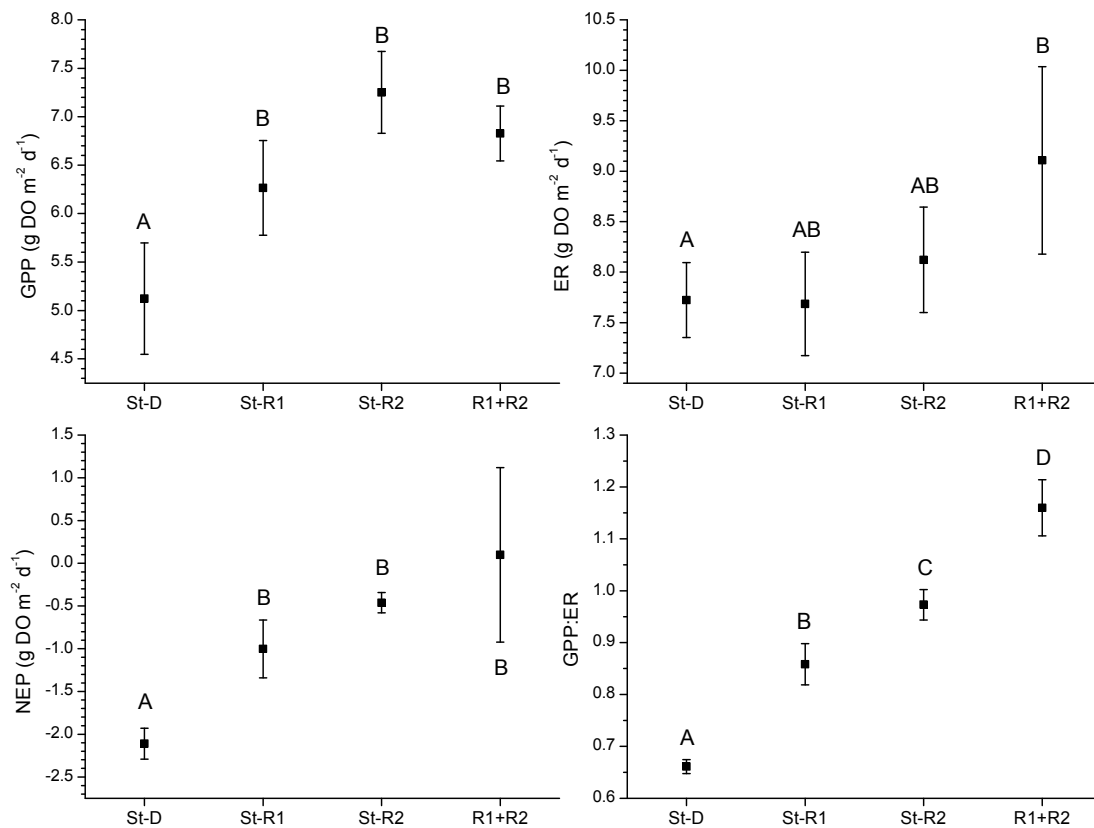 8.0
7.5
7.0
6.5
6.0
5.5
5.0
4.5
GPP (g DO m⁻² d⁻¹)
A
B
B
B
St-D St-R1 St-R2 R1+R2
10.5
10.0
9.5
9.0
8.5
8.0
7.5
7.0
ER (g DO m⁻² d⁻¹)
A
AB
AB
B
St-D St-R1 St-R2 R1+R2
1.5
1.0
0.5
0.0
-0.5
-1.0
-1.5
-2.0
-2.5
NEP (g DO m⁻² d⁻¹)
A
B
B
B
St-D St-R1 St-R2 R1+R2
1.3
1.2
1.1
1.0
0.9
0.8
0.7
0.6
GPP:ER
A
B
C
D
St-D St-R1 St-R2 R1+R2